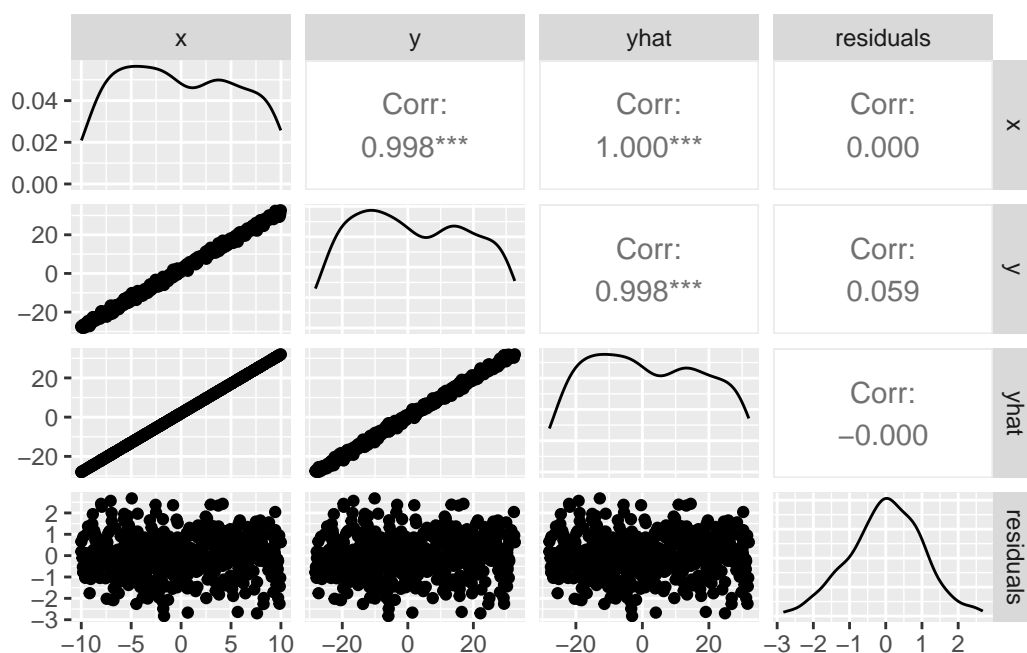 x y yhat residuals
0.04
0.02
0.00
Corr:
0.998***
Corr:
1.000***
Corr:
0.000
x
20
0
−20
Corr:
0.998***
Corr:
0.059
y
20
0
−20
Corr:
−0.000
yhat
2
1
0
−1
−2
−3
residuals
−10 −5 0 5 10 −20 0 20 −20 0 20 −3 −2 −1 0 1 2